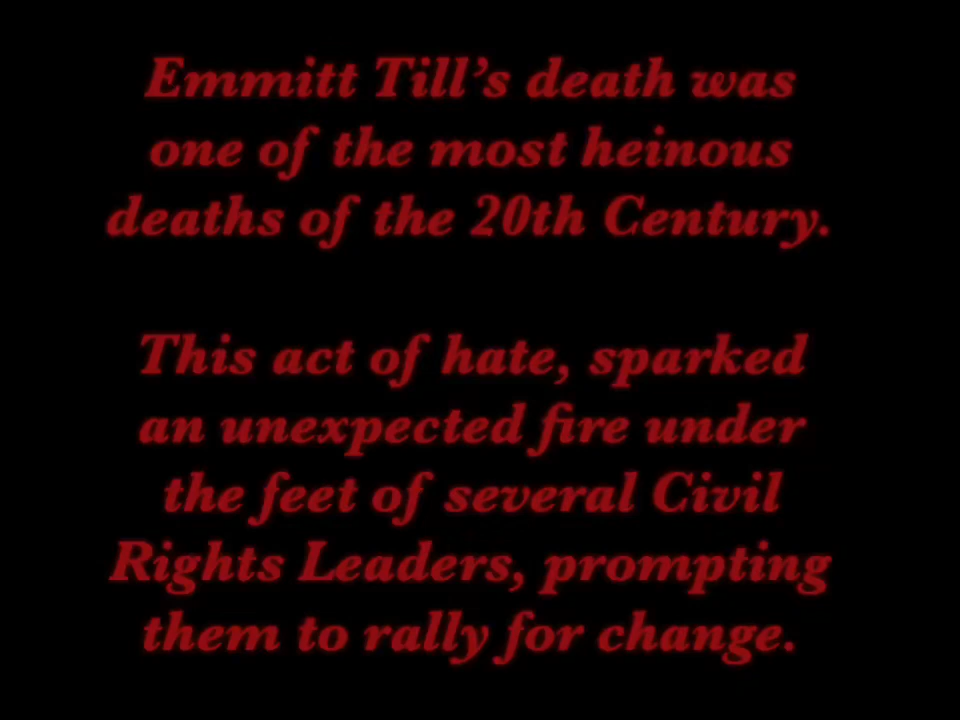 Emmitt Till’s death was
one of the most heinous
deaths of the 20th Century.
This act of hate, sparked
an unexpected fire under
the feet of several Civil
Rights Leaders, prompting
them to rally for change.